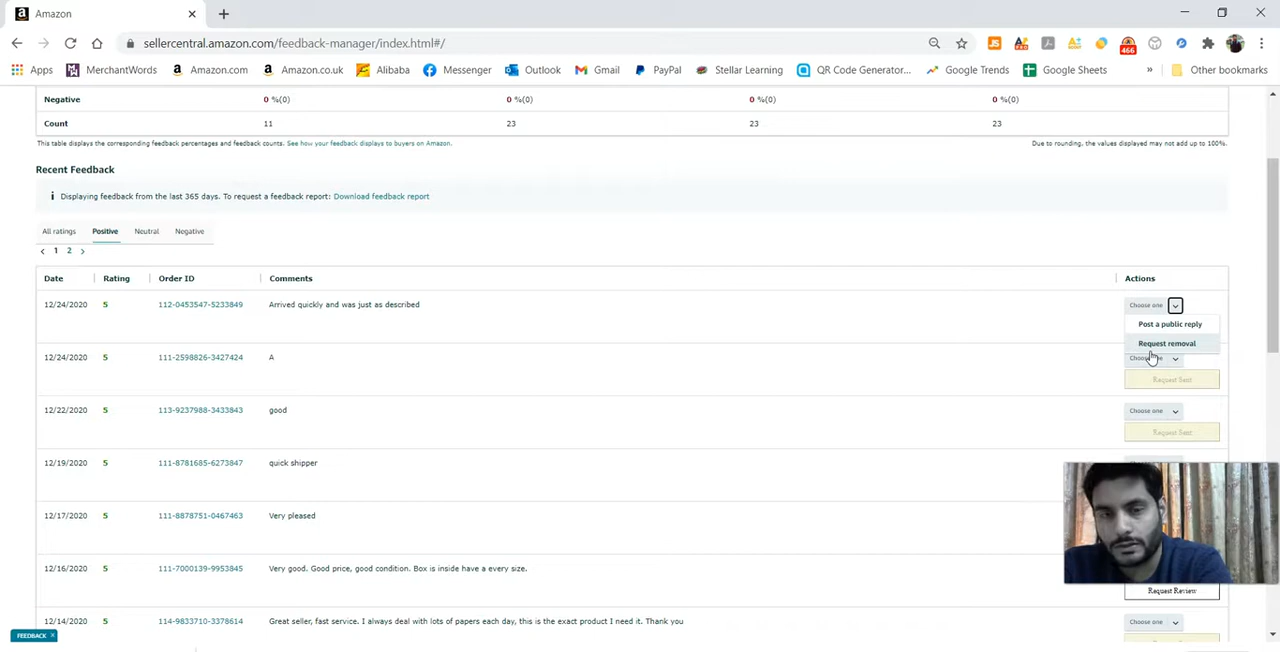 Amazon
sellercentral.amazon.com/feedback-manager/index.html#/
466
Apps MerchantWords Amazon.com Amazon.co.uk Alibaba Messenger Outlook Gmail PayPal Stellar Learning QR Code Generator... Google Trends Google Sheets » Other bookmarks
Negative 0 %(0) 0 %(0) 0 %(0) 0 %(0)
Count 11 23 23 23
This table displays the corresponding feedback percentages and feedback counts. See how your feedback displays to buyers on Amazon. Due to rounding, the values displayed may not add up to 100%.
Recent Feedback
Displaying feedback from the last 365 days. To request a feedback report: Download feedback report
All ratings Positive Neutral Negative
1 2
Date Rating Order ID Comments Actions
12/24/2020 5 112-0453547-5233849 Arrived quickly and was just as described Choose one
Post a public reply
Request removal
12/24/2020 5 111-2598826-3427424 A Choose one
Request Sent
12/22/2020 5 113-9237988-3433843 good Choose one
Request Sent
12/19/2020 5 111-8781685-6273847 quick shipper
12/17/2020 5 111-8878751-0467463 Very pleased
12/16/2020 5 111-7000139-9953845 Very good. Good price, good condition. Box is inside have a every size.
Request Review
12/14/2020 5 114-9833710-3378614 Great seller, fast service. I always deal with lots of papers each day, this is the exact product I need it. Thank you Choose one
FEEDBACK ×